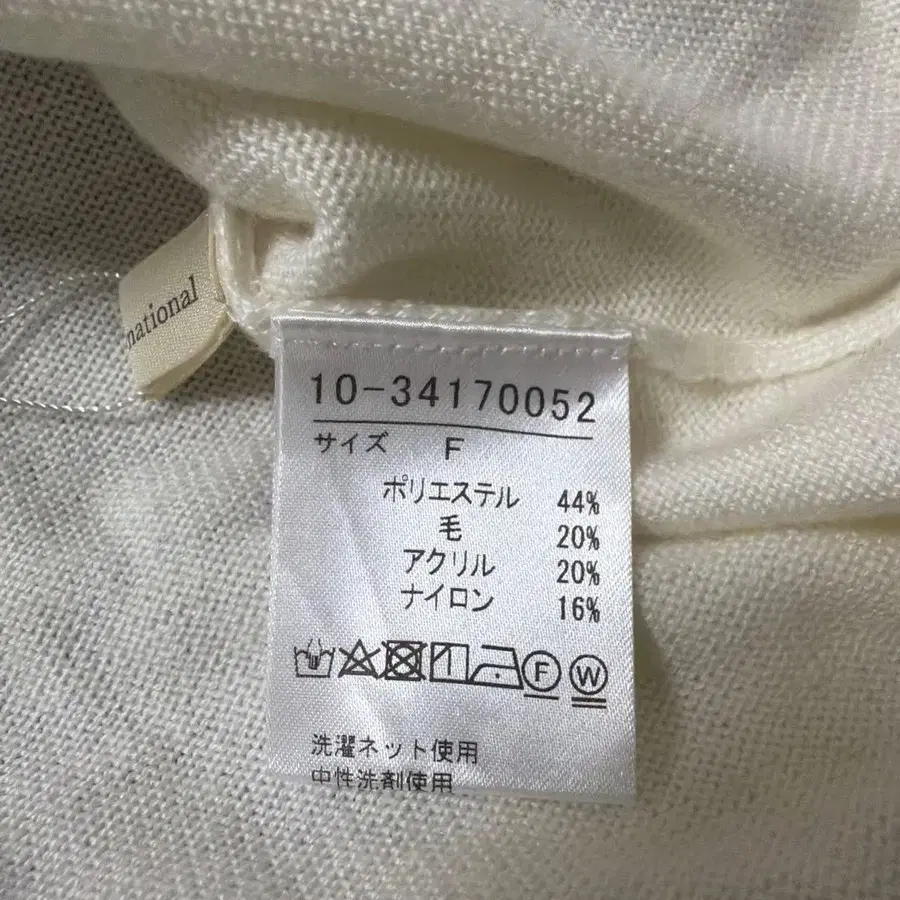 national
10-34170052
サイズ F
ポリエステル 44%
毛 20%
アクリル 20%
ナイロン 16%
F W
洗濯ネット使用
中性洗剤使用